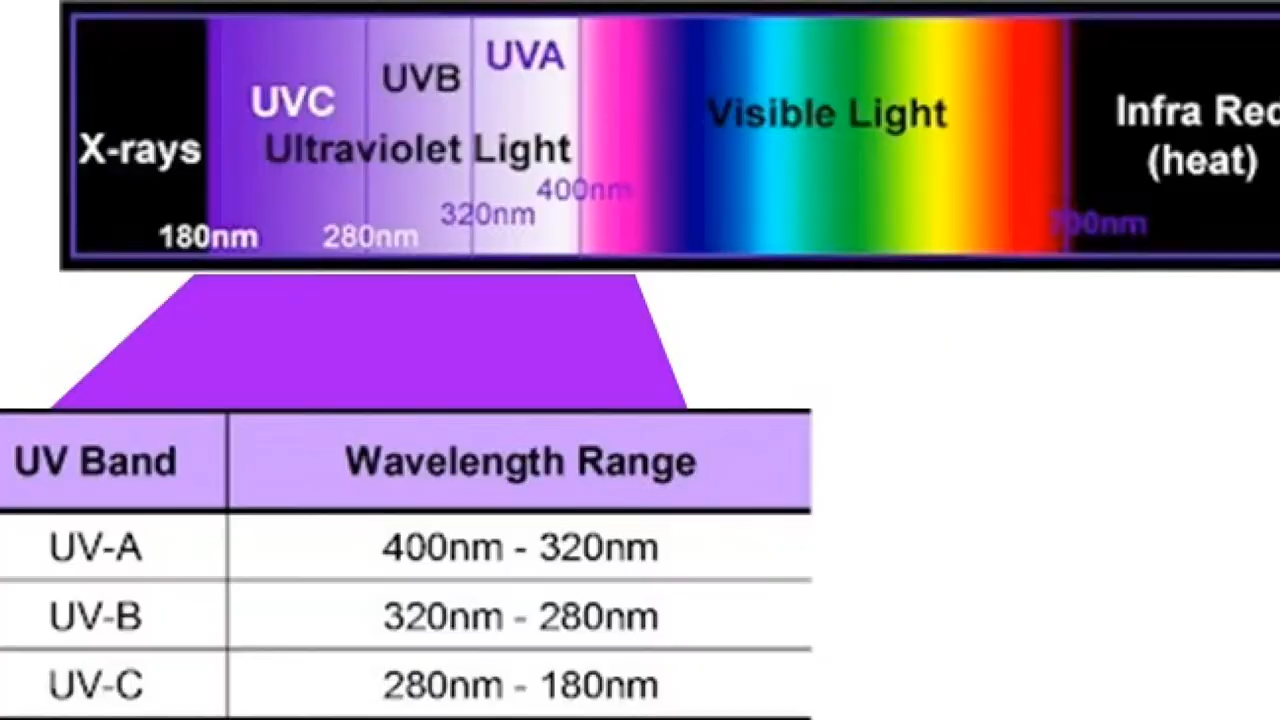 UVA
UVB
UVC
Visible Light
Infra Red
X-rays
Ultraviolet Light
(heat)
400nm
320nm
180nm
280nm
700nm
UV Band Wavelength Range
UV-A 400nm - 320nm
UV-B 320nm - 280nm
UV-C 280nm - 180nm